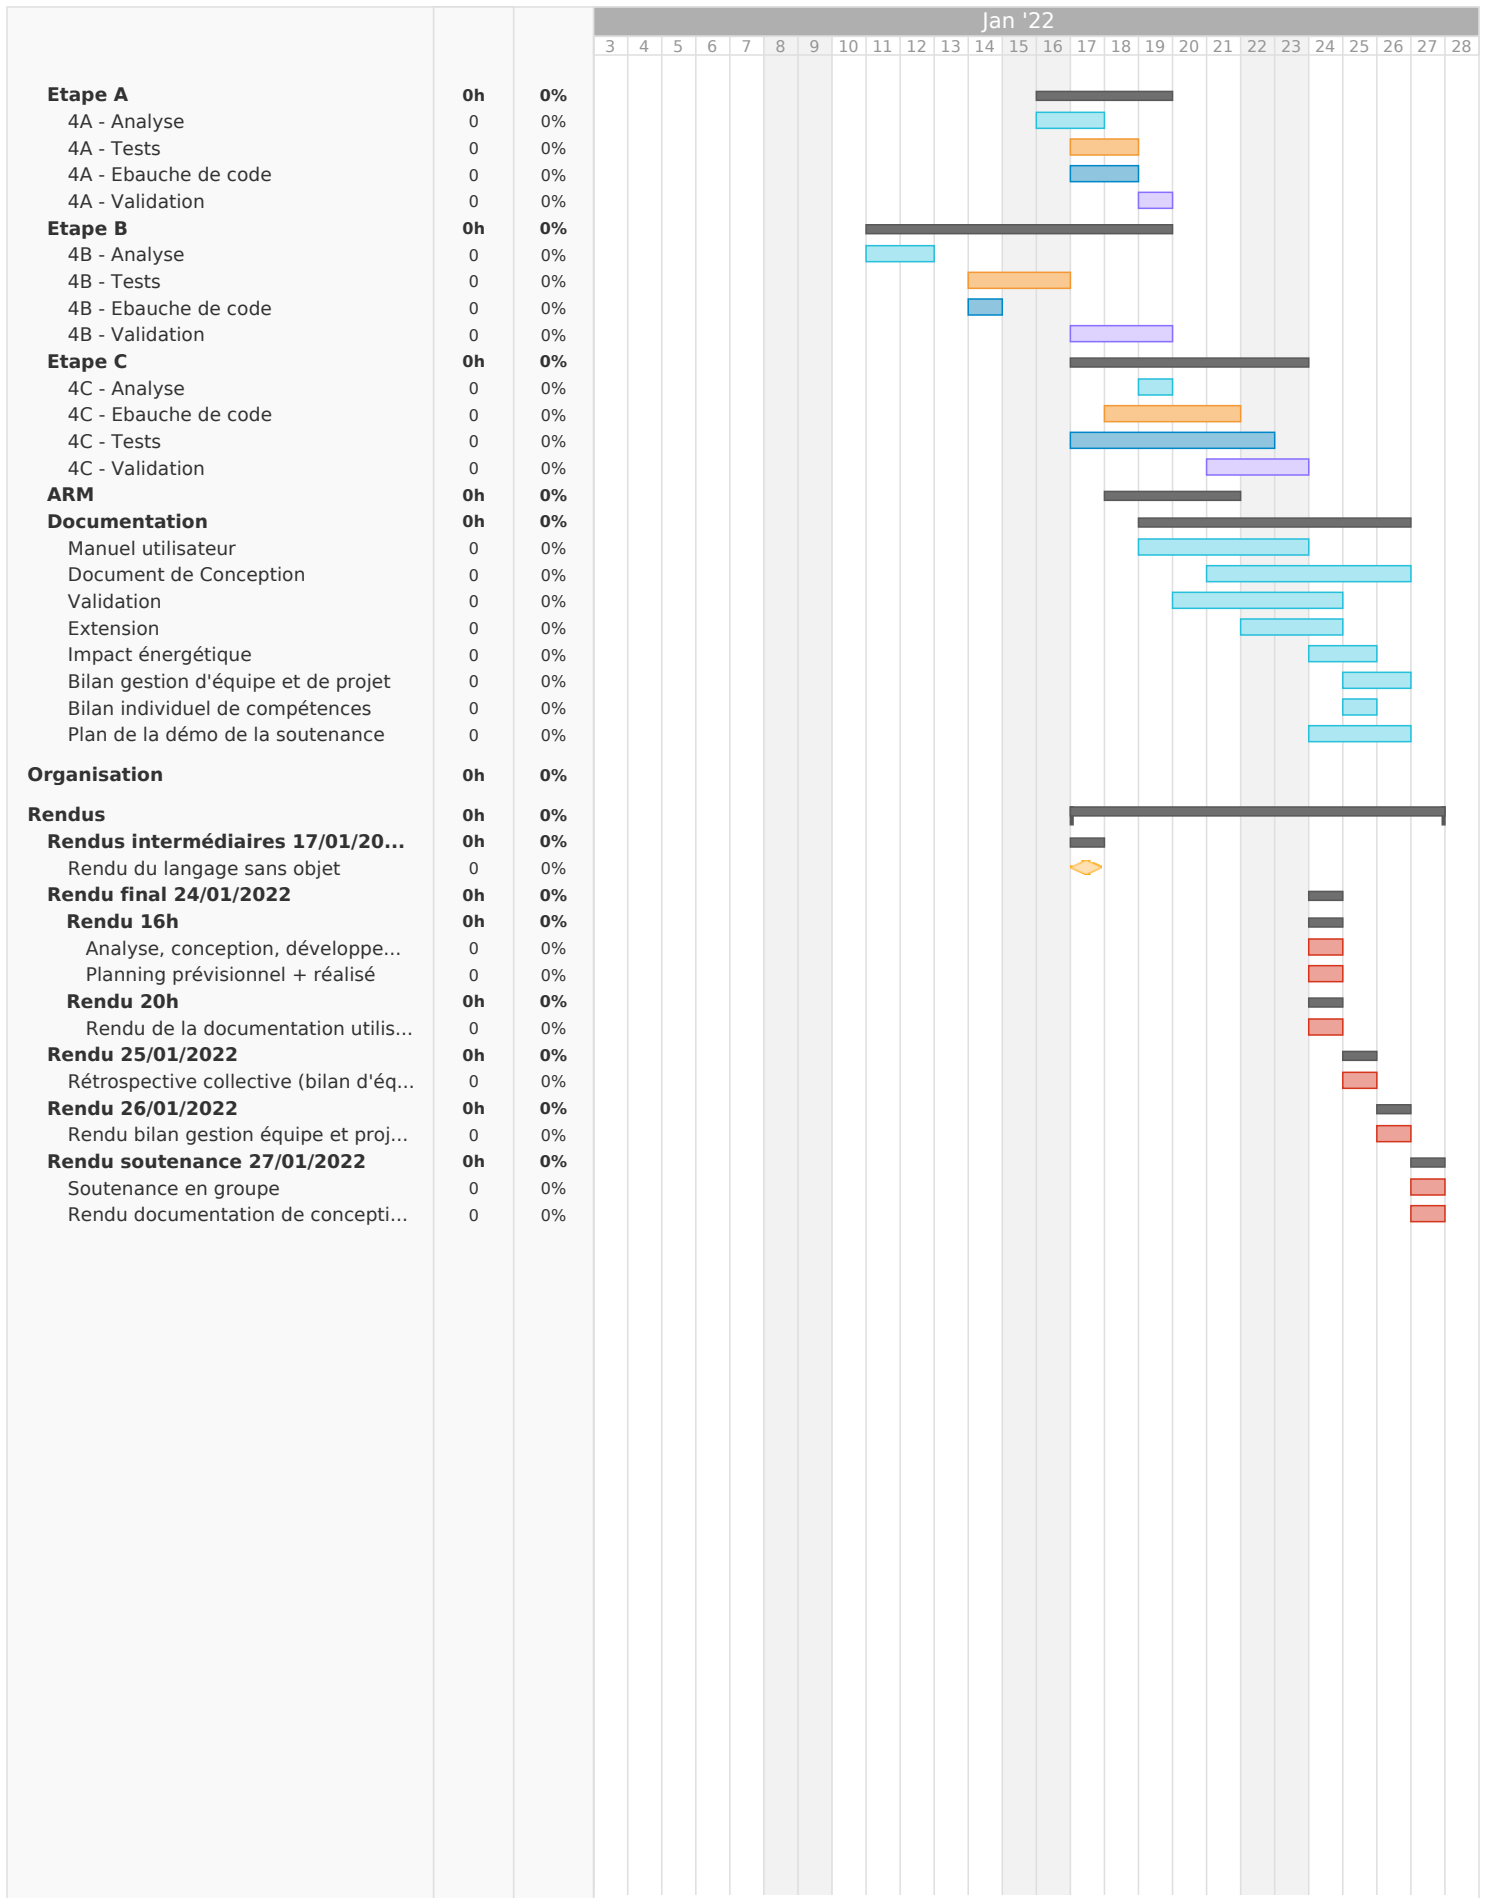 Jan '22
3 4 5 6 7 8 9 10 11 12 13 14 15 16 17 18 19 20 21 22 23 24 25 26 27 28
Etape A 0h 0%
4A - Analyse 0 0%
4A - Tests 0 0%
4A - Ebauche de code 0 0%
4A - Validation 0 0%
Etape B 0h 0%
4B - Analyse 0 0%
4B - Tests 0 0%
4B - Ebauche de code 0 0%
4B - Validation 0 0%
Etape C 0h 0%
4C - Analyse 0 0%
4C - Ebauche de code 0 0%
4C - Tests 0 0%
4C - Validation 0 0%
ARM 0h 0%
Documentation 0h 0%
Manuel utilisateur 0 0%
Document de Conception 0 0%
Validation 0 0%
Extension 0 0%
Impact énergétique 0 0%
Bilan gestion d'équipe et de projet 0 0%
Bilan individuel de compétences 0 0%
Plan de la démo de la soutenance 0 0%
Organisation 0h 0%
Rendus 0h 0%
Rendus intermédiaires 17/01/20... 0h 0%
Rendu du langage sans objet 0 0%
Rendu final 24/01/2022 0h 0%
Rendu 16h 0h 0%
Analyse, conception, développe... 0 0%
Planning prévisionnel + réalisé 0 0%
Rendu 20h 0h 0%
Rendu de la documentation utilis... 0 0%
Rendu 25/01/2022 0h 0%
Rétrospective collective (bilan d'éq... 0 0%
Rendu 26/01/2022 0h 0%
Rendu bilan gestion équipe et proj... 0 0%
Rendu soutenance 27/01/2022 0h 0%
Soutenance en groupe 0 0%
Rendu documentation de concepti... 0 0%